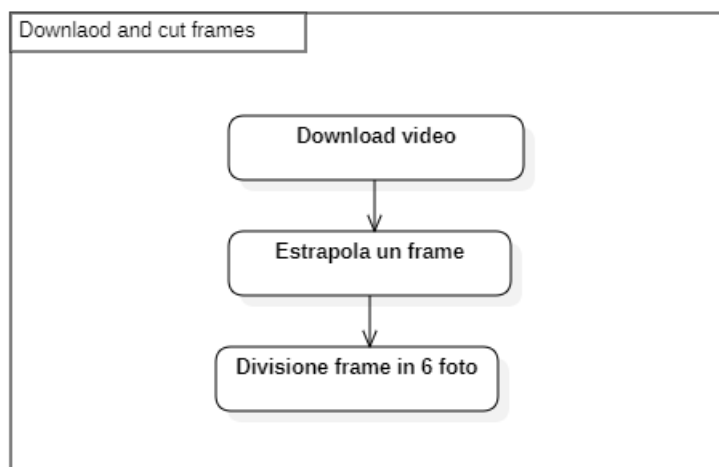 Downlaod and cut frames
Download video
Estrapola un frame
Divisione frame in 6 foto